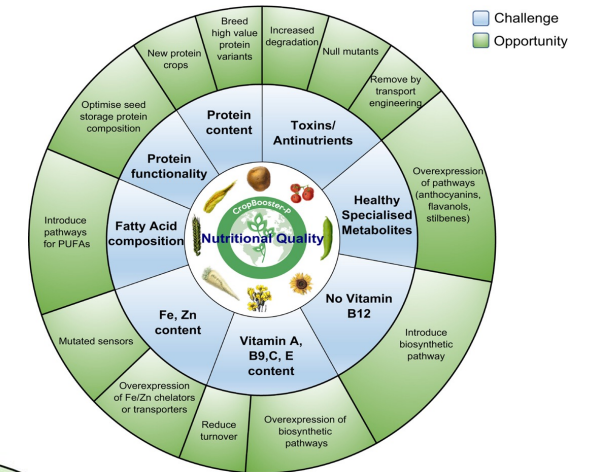 Challenge
Opportunity
Breed
high value
protein
variants
Increased
degradation
Null mutants
Remove by
transport
engineering
Overexpression
of pathways
(anthocyanins,
flavanols,
stilbenes)
Introduce
biosynthetic
pathway
Overexpression of
biosynthetic
pathways
Reduce
turnover
Overexpression
of Fe/Zn chelators
or transporters
Mutated sensors
Introduce
pathways
for PUFAs
Optimise seed
storage protein
composition
New protein
crops
Protein
content
Toxins/
Antinutrients
Healthy
Specialised
Metabolites
No Vitamin
B12
Vitamin A,
B9,C, E
content
Fe, Zn
content
Fatty Acid
composition
Protein
functionality
CropBooster-P
Nutritional Quality